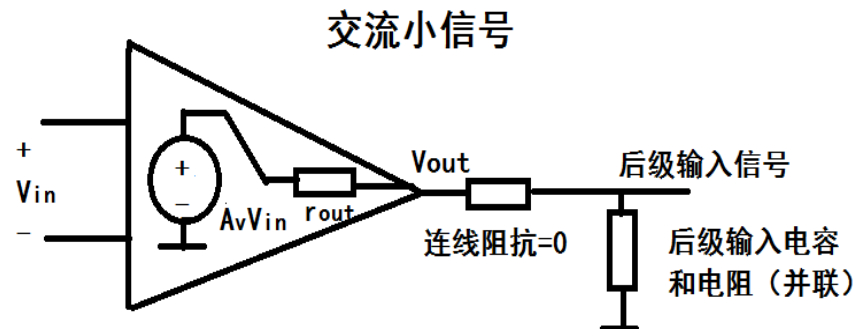 交流小信号
+
Vin
−
+
−
AvVin
rout
Vout
连线阻抗=0
后级输入信号
后级输入电容
和电阻（并联）